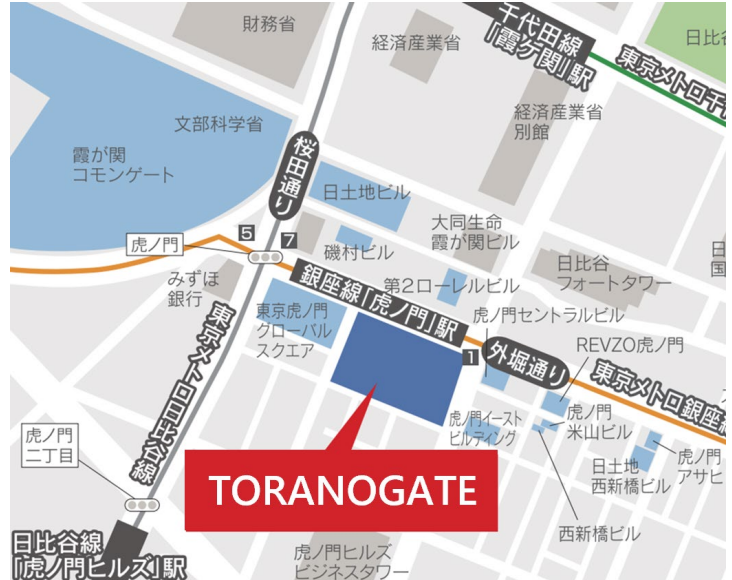 財務省
経済産業省
千代田線
「霞ケ関」駅
東京メトロ千
経済産業省
別館
文部科学省
霞が関
コモンゲート
桜田通り
日土地ビル
大同生命
霞が関ビル
5
7
虎ノ門
磯村ビル
日比谷
フォートタワー
みずほ
銀行
銀座線「虎ノ門」駅
第2ローレルビル
虎ノ門セントラルビル
東京虎ノ門
グローバル
スクエア
1
外堀通り
REVZO虎ノ門
東京メトロ銀座線
東京メトロ日比谷線
虎ノ門イースト
ビルディング
虎ノ門
米山ビル
虎ノ門
二丁目
日土地
西新橋ビル
虎ノ門
アサヒ
TORANOGATE
西新橋ビル
日比谷線
「虎ノ門ヒルズ」駅
虎ノ門ヒルズ
ビジネスタワー